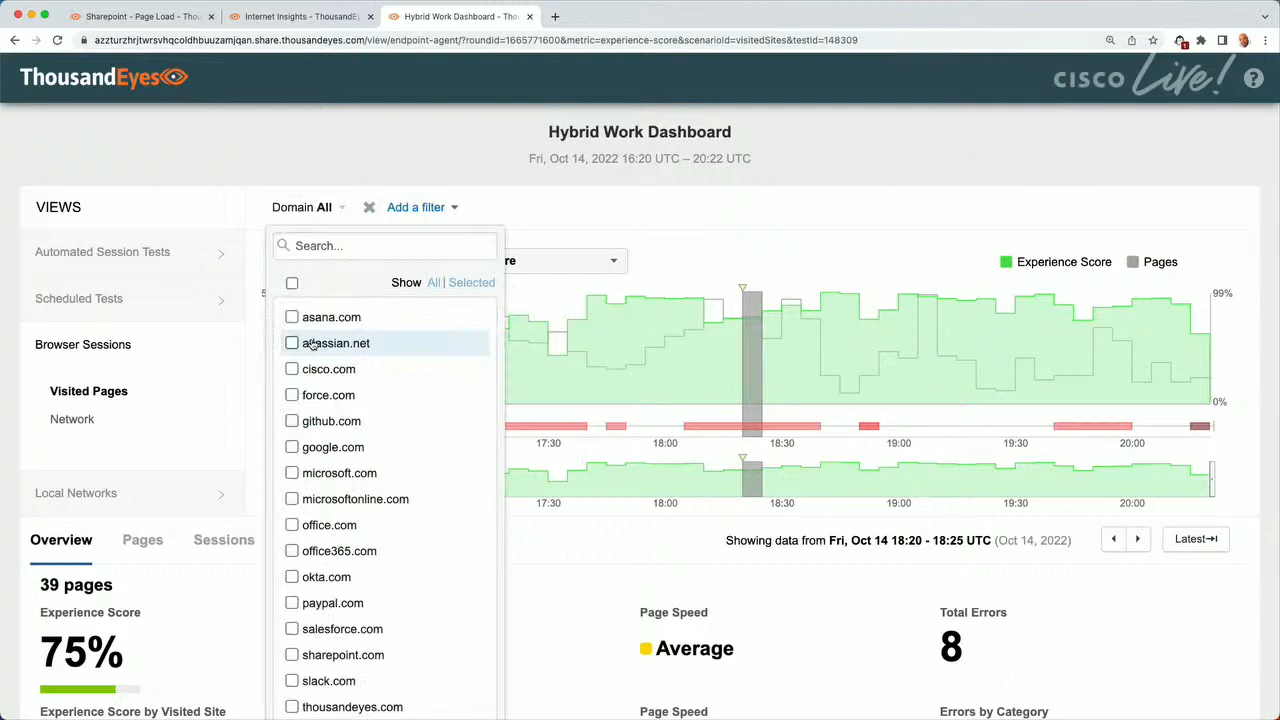 Sharepoint - Page Load - Thou
Internet Insights - ThousandEy
Hybrid Work Dashboard - Thou
azzturzhrjtwrsvhqcoldhbuuzamjqan.share.thousandeyes.com/view/endpoint-agent/?roundId=1665771600&metric=experience-score&scenarioId=visitedSites&testId=148309
ThousandEyes
CISCO Live!
Hybrid Work Dashboard
Fri, Oct 14, 2022 16:20 UTC – 20:22 UTC
VIEWS
Automated Session Tests
Scheduled Tests
Browser Sessions
Visited Pages
Network
Local Networks
Domain All
Add a filter
Search...
Show All | Selected
asana.com
atlassian.net
cisco.com
force.com
github.com
google.com
microsoft.com
microsoftonline.com
office.com
office365.com
okta.com
paypal.com
salesforce.com
sharepoint.com
slack.com
thousandeyes.com
re
Experience Score
Pages
99%
0%
17:30 18:00 18:30 19:00 19:30 20:00
17:30 18:00 18:30 19:00 19:30 20:00
Overview Pages Sessions
Showing data from Fri, Oct 14 18:20 - 18:25 UTC (Oct 14, 2022)
Latest
39 pages
Experience Score
75%
Experience Score by Visited Site
Page Speed
Average
Page Speed
Total Errors
8
Errors by Category